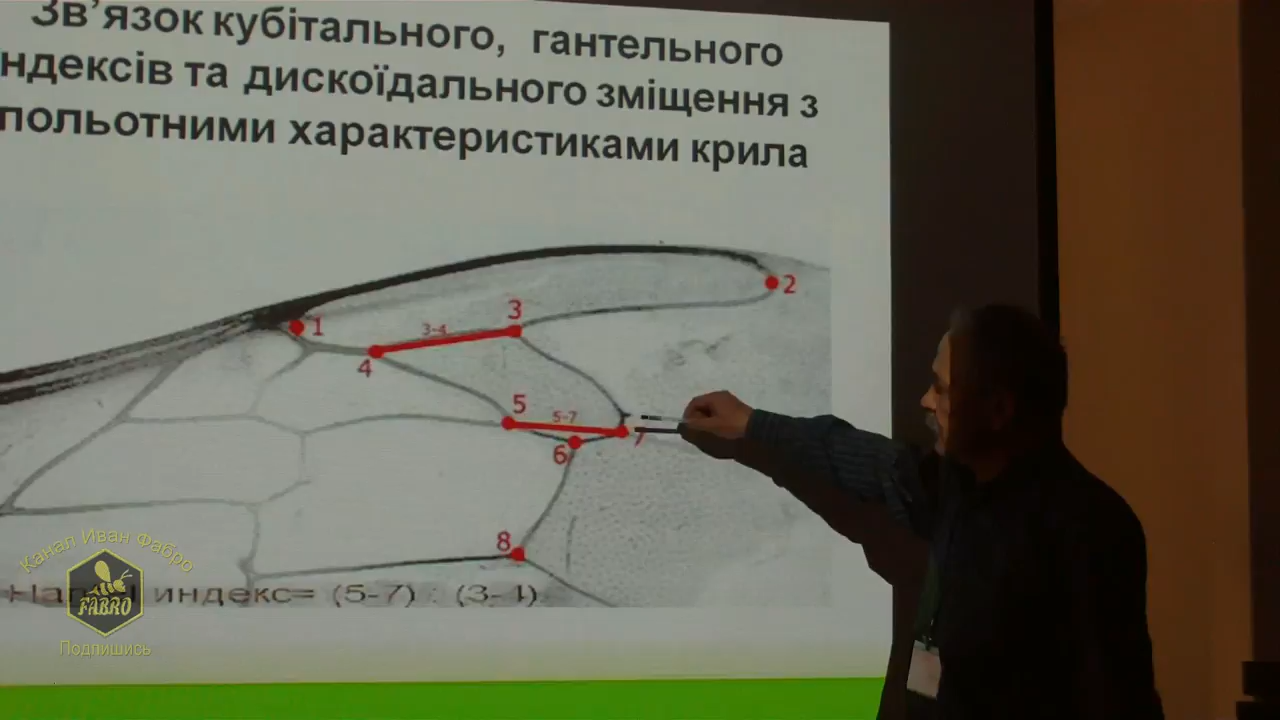 Зв’язок кубітального, гантельного
ндексів та дискоїдального зміщення з
польотними характеристиками крила
2
1
3
3-4
4
5
5-7
7
6
8
индекс= (5-7) : (3-4)
Канал Иван Фабро
FABRO
Подпишись